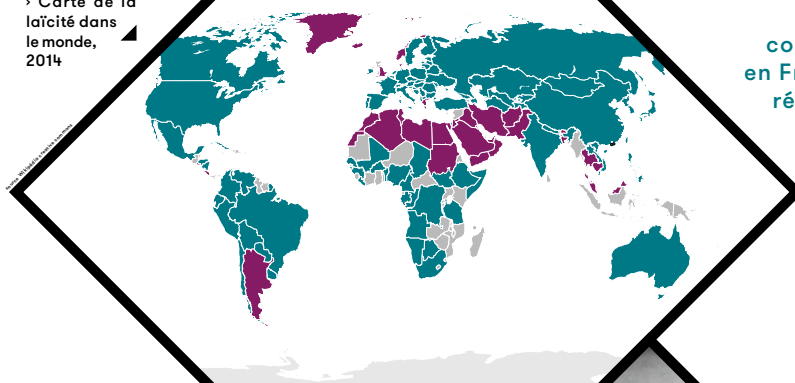 › Carte de la
laïcité dans
le monde,
2014
co
en Fr
ré